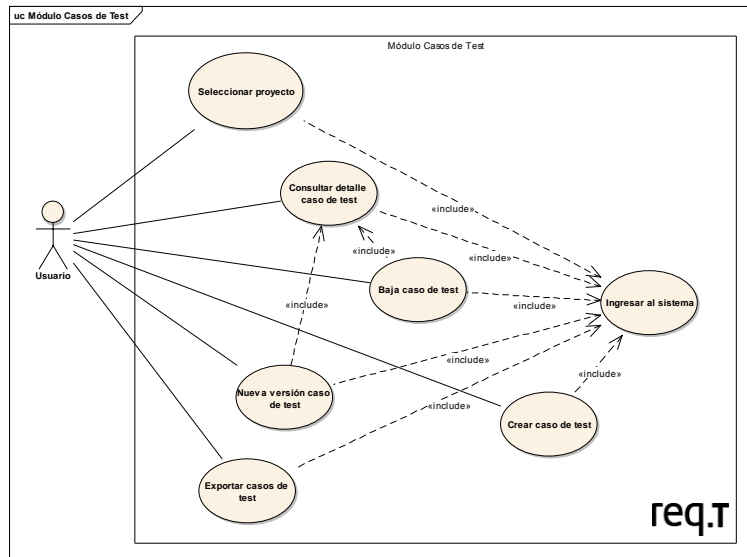 uc Módulo Casos de Test
Módulo Casos de Test
Seleccionar proyecto
Consultar detalle
caso de test
«include»
«include»
«include»
Baja caso de test
Usuario
«include»
«include»
Ingresar al sistema
«include»
«include»
Nueva versión caso
de test
«include»
Crear caso de test
Exportar casos de
test
req.T